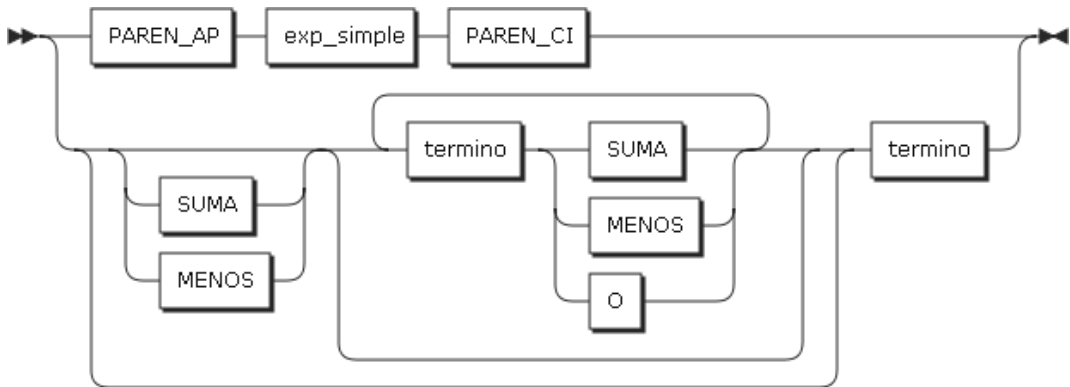 PAREN_AP exp_simple PAREN_CI
termino SUMA termino
SUMA MENOS
MENOS O